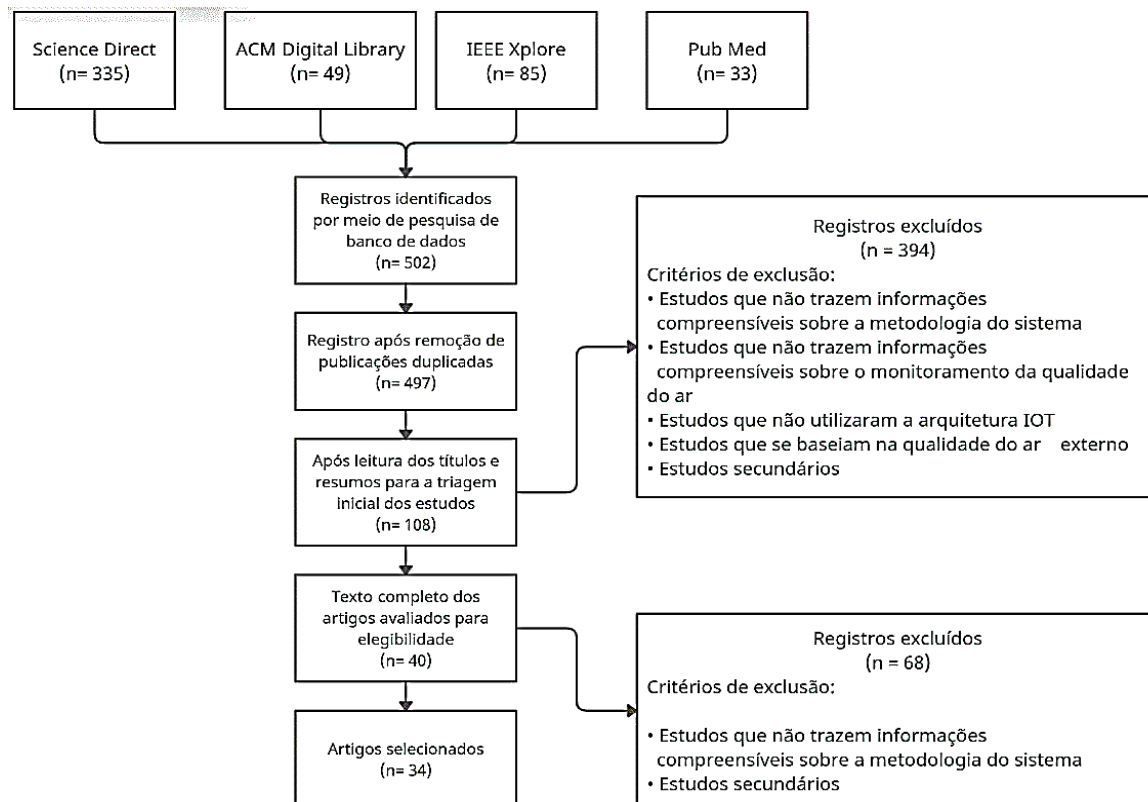 Science Direct
(n= 335)
ACM Digital Library
(n= 49)
IEEE Xplore
(n= 85)
Pub Med
(n= 33)
Registros identificados
por meio de pesquisa de
banco de dados
(n= 502)
Registro após remoção de
publicações duplicadas
(n= 497)
Registros excluídos
(n = 394)
Critérios de exclusão:
• Estudos que não trazem informações
compreensíveis sobre a metodologia do sistema
• Estudos que não trazem informações
compreensíveis sobre o monitoramento da qualidade
do ar
• Estudos que não utilizaram a arquitetura IOT
• Estudos que se baseiam na qualidade do ar externo
• Estudos secundários
Após leitura dos títulos e
resumos para a triagem
inicial dos estudos
(n= 108)
Texto completo dos
artigos avaliados para
elegibilidade
(n= 40)
Registros excluídos
(n = 68)
Critérios de exclusão:
• Estudos que não trazem informações
compreensíveis sobre a metodologia do sistema
• Estudos secundários
Artigos selecionados
(n= 34)